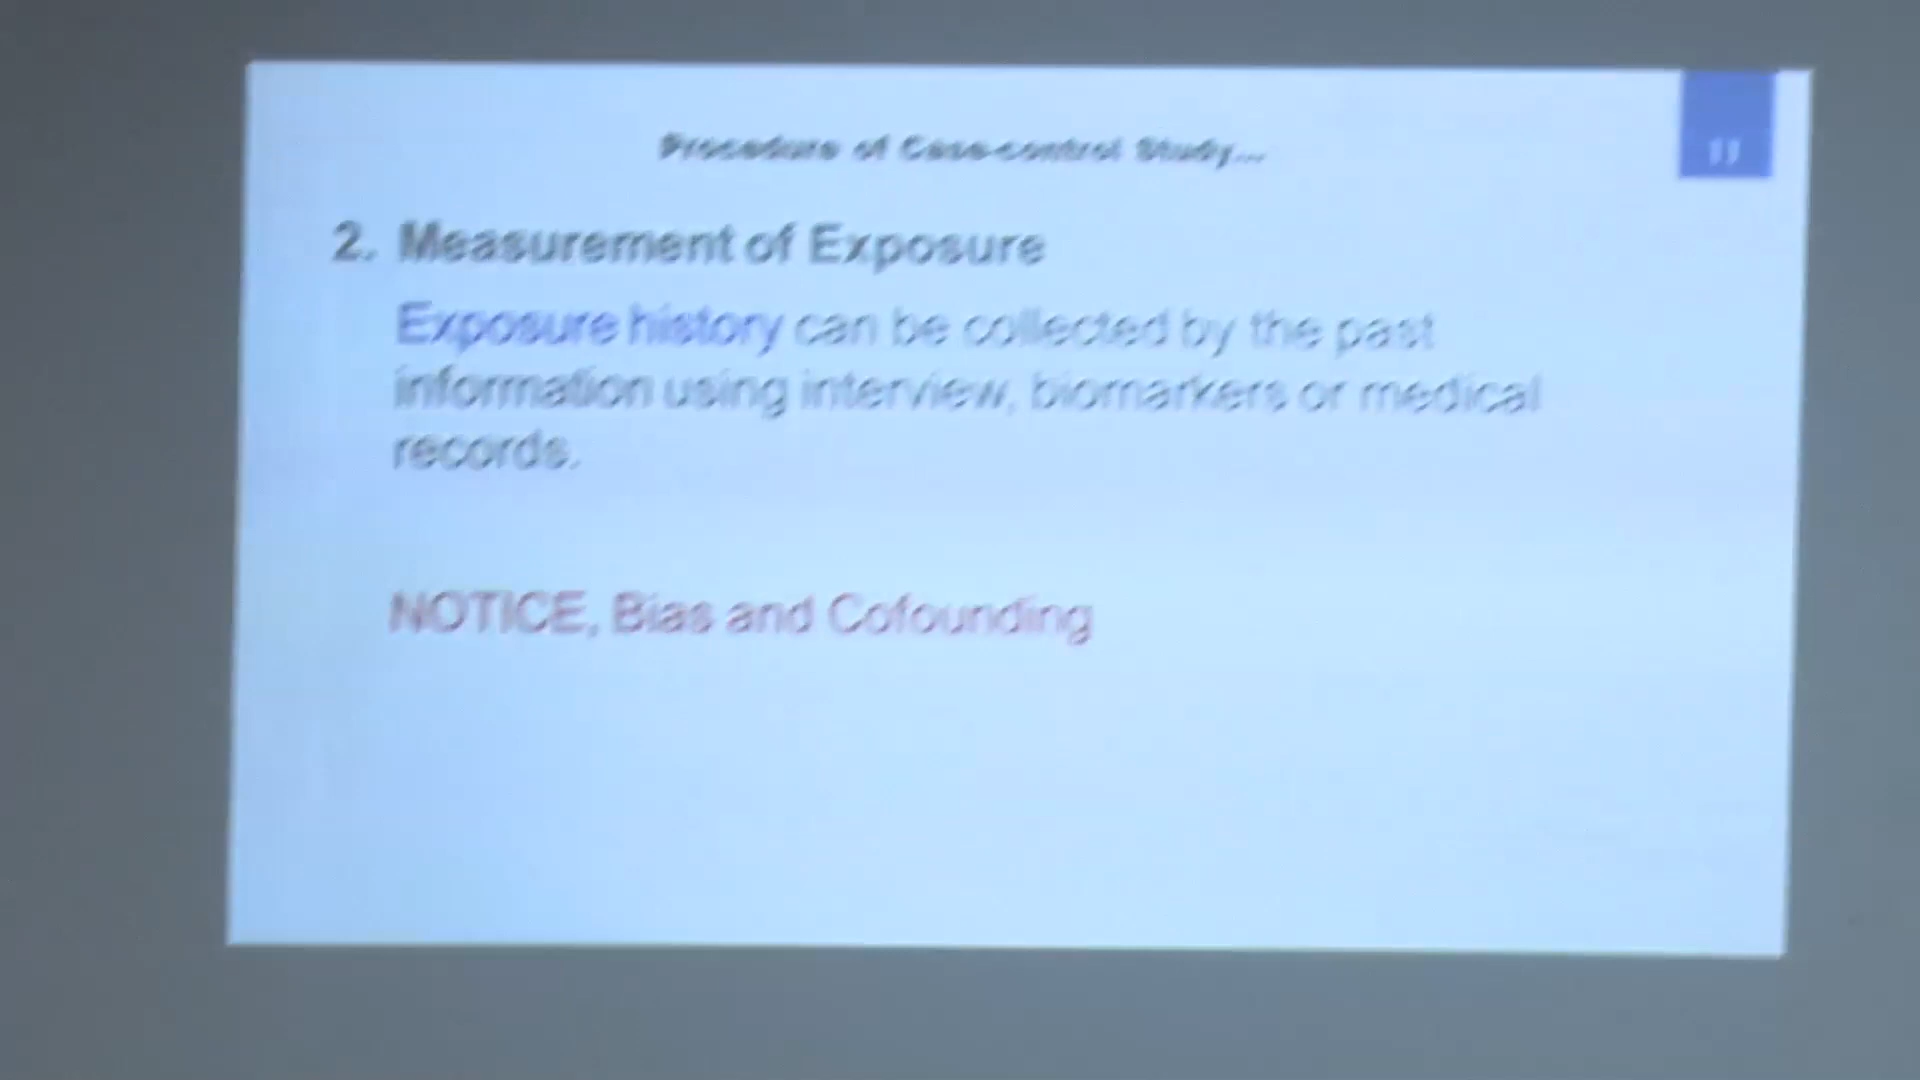 Procedure of Case-control Study...
2. Measurement of Exposure
Exposure history can be collected by the past
information using interview, biomarkers or medical
records.
NOTICE, Bias and Cofounding